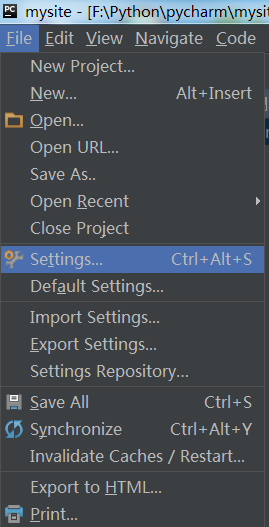 PC mysite - [F:\Python\pycharm\mysi
File Edit View Navigate Code
New Project...
New... Alt+Insert
Open...
Open URL...
Save As..
Open Recent
Close Project
Settings... Ctrl+Alt+S
Default Settings...
Import Settings...
Export Settings...
Settings Repository...
Save All Ctrl+S
Synchronize Ctrl+Alt+Y
Invalidate Caches / Restart...
Export to HTML...
Print...